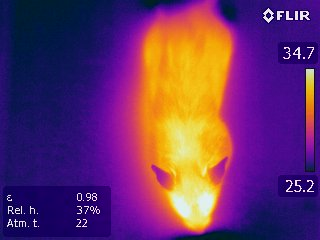 FLIR
34.7
25.2
ε 0.98
Rel. h. 37%
Atm. t. 22